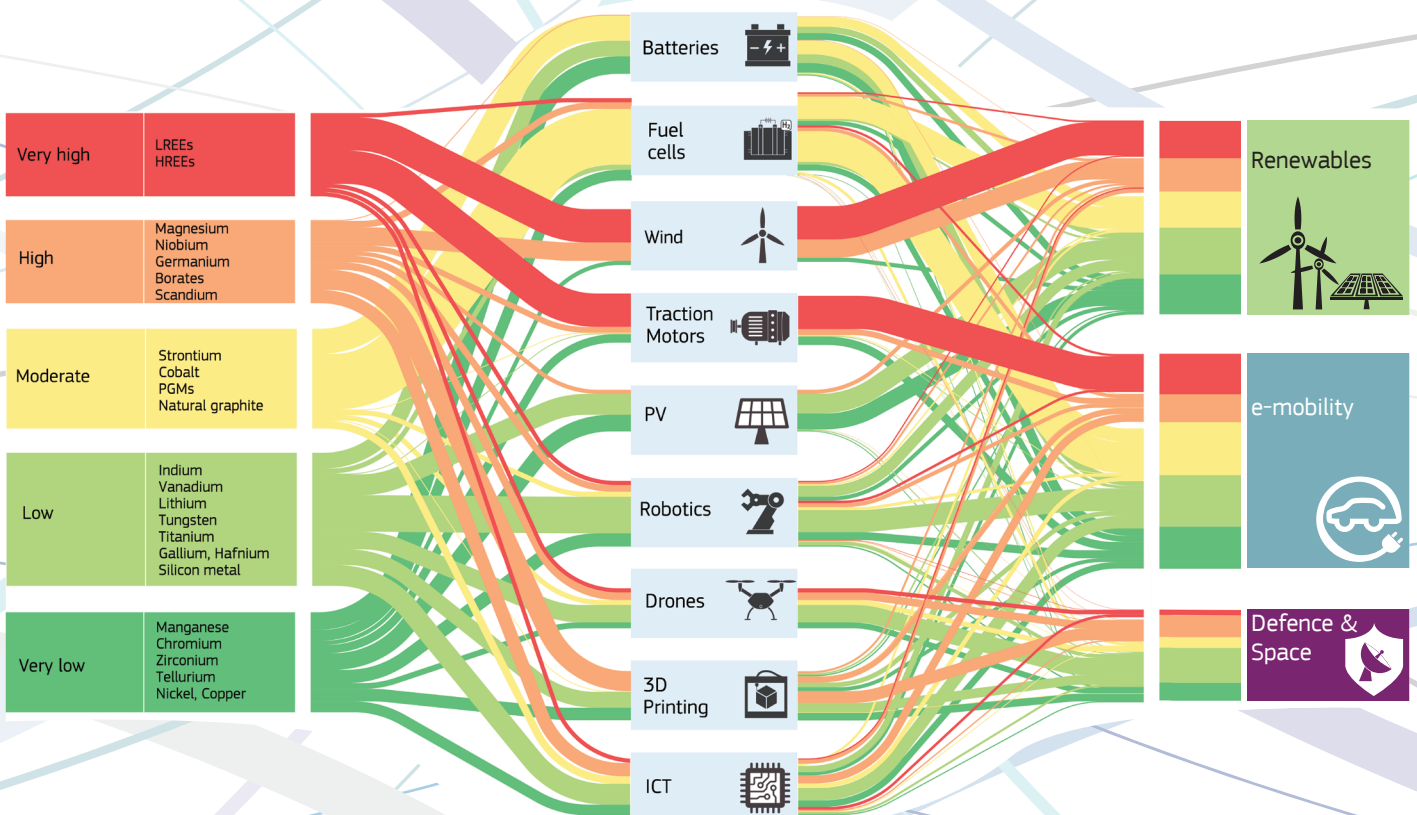 Very high
LREEs
HREEs
High
Magnesium
Niobium
Germanium
Borates
Scandium
Moderate
Strontium
Cobalt
PGMs
Natural graphite
Low
Indium
Vanadium
Lithium
Tungsten
Titanium
Gallium, Hafnium
Silicon metal
Very low
Manganese
Chromium
Zirconium
Tellurium
Nickel, Copper
Batteries
Fuel
cells
H2
Wind
Traction
Motors
PV
Robotics
Drones
3D
Printing
ICT
Renewables
e-mobility
Defence &
Space